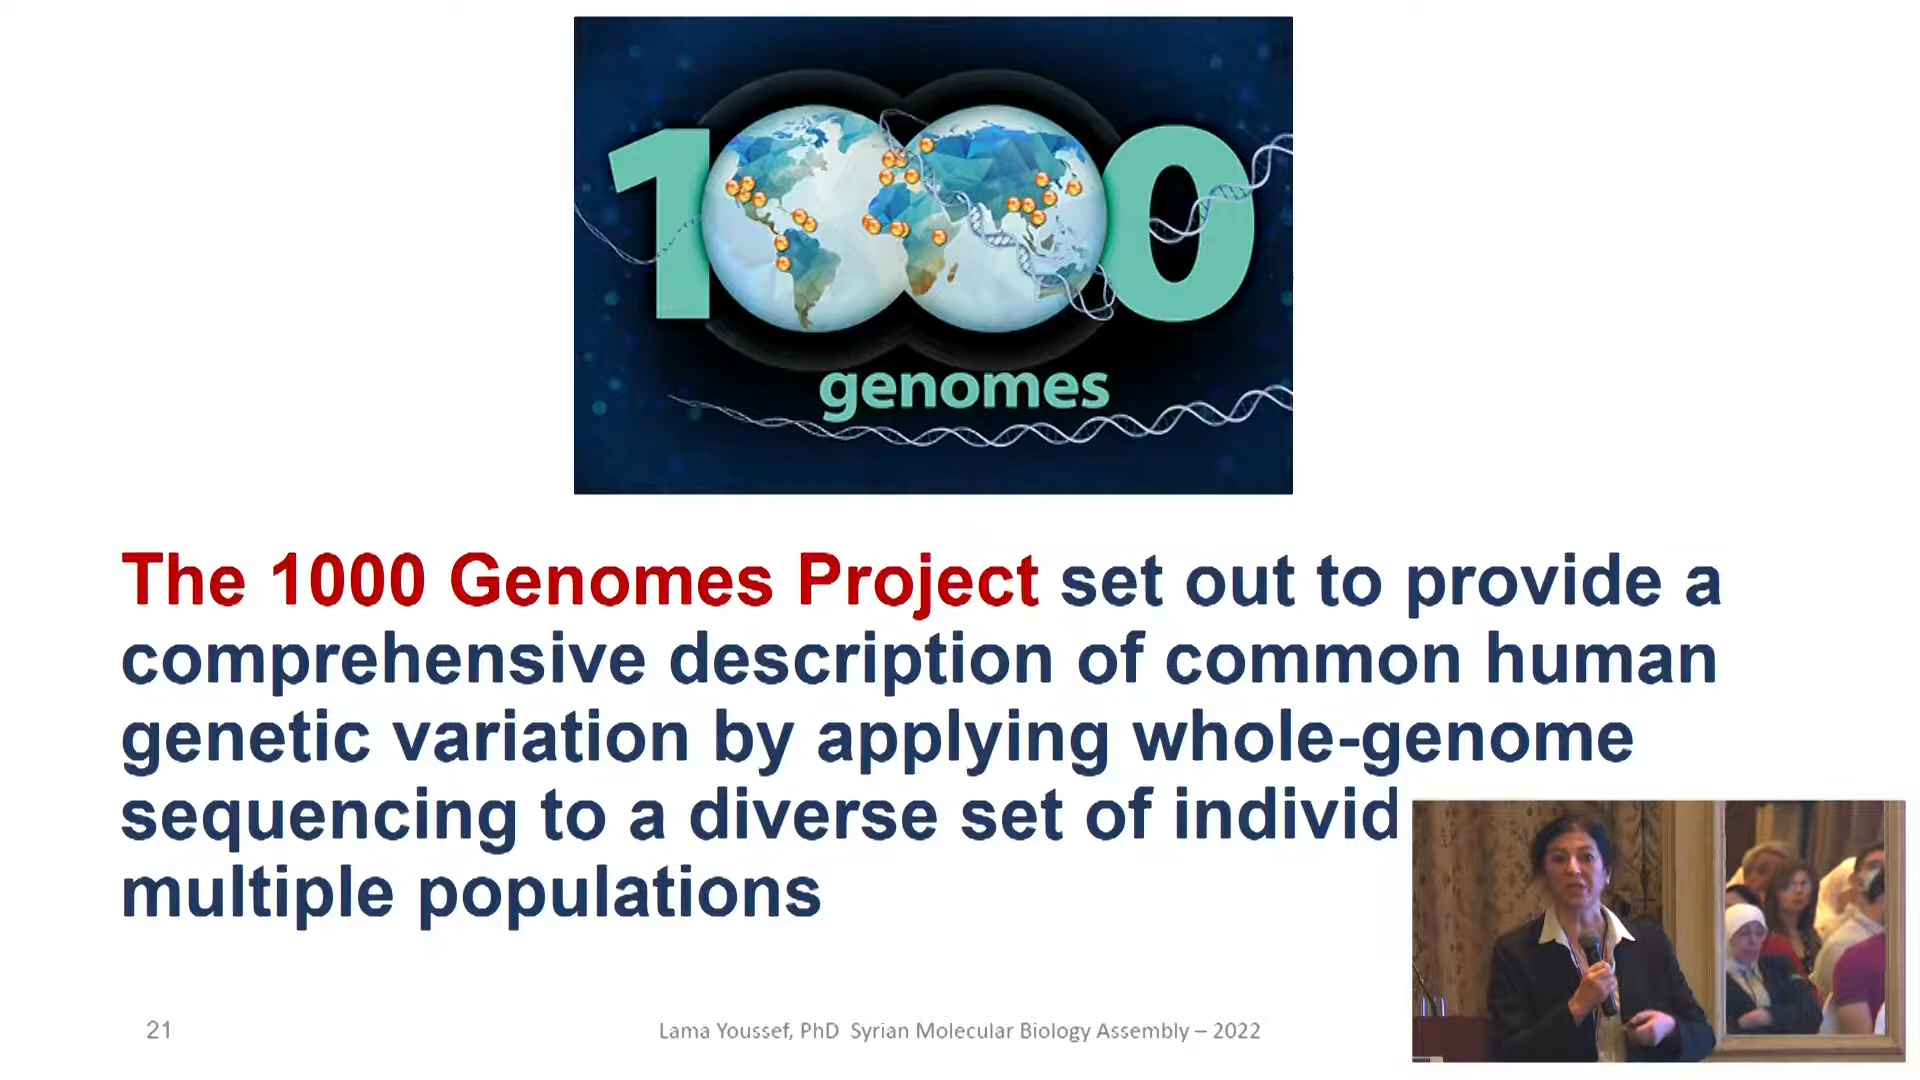 1000
genomes
The 1000 Genomes Project set out to provide a
comprehensive description of common human
genetic variation by applying whole-genome
sequencing to a diverse set of individ
multiple populations
21
Lama Youssef, PhD Syrian Molecular Biology Assembly – 2022